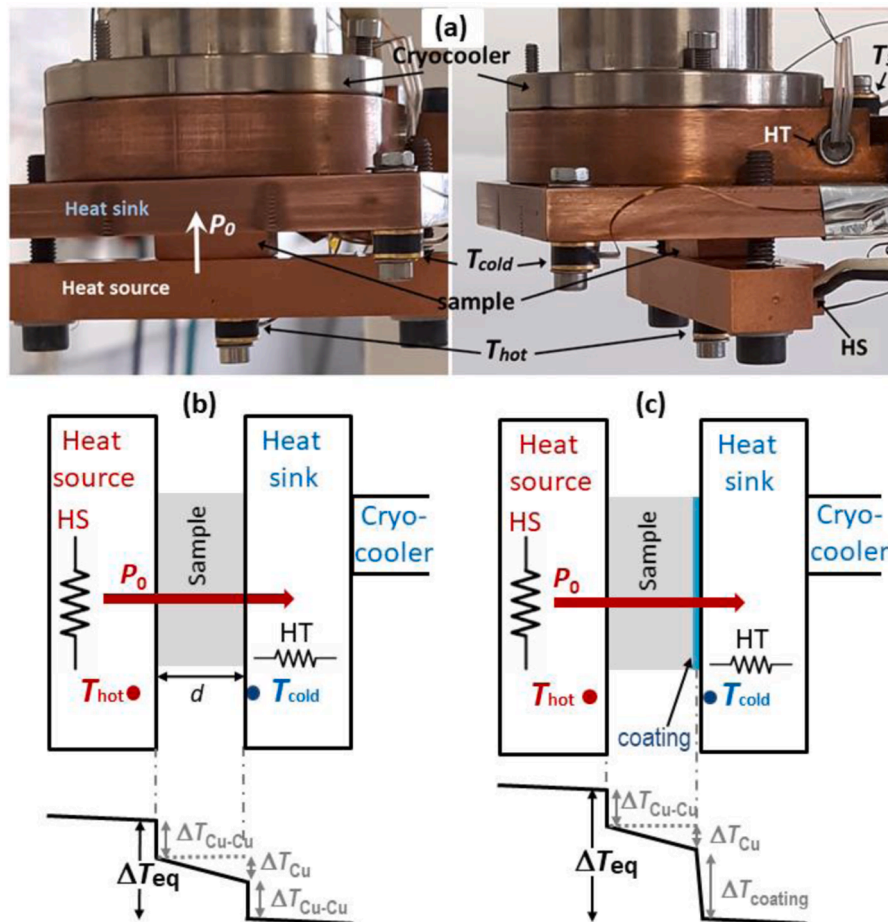 (a)
Cryocooler
T
HT
Heat sink
P0
Tcold
sample
Heat source
Thot
HS
(b)
(c)
Heat
source
Heat
sink
HS
Sample
Cryo-
cooler
P0
HT
Thot
d
Tcold
ΔTCu-Cu
ΔTeq
ΔTCu
ΔTCu-Cu
Heat
source
Heat
sink
HS
Sample
Cryo-
cooler
P0
HT
Thot
Tcold
coating
ΔTCu-Cu
ΔTeq
ΔTCu
ΔTcoating